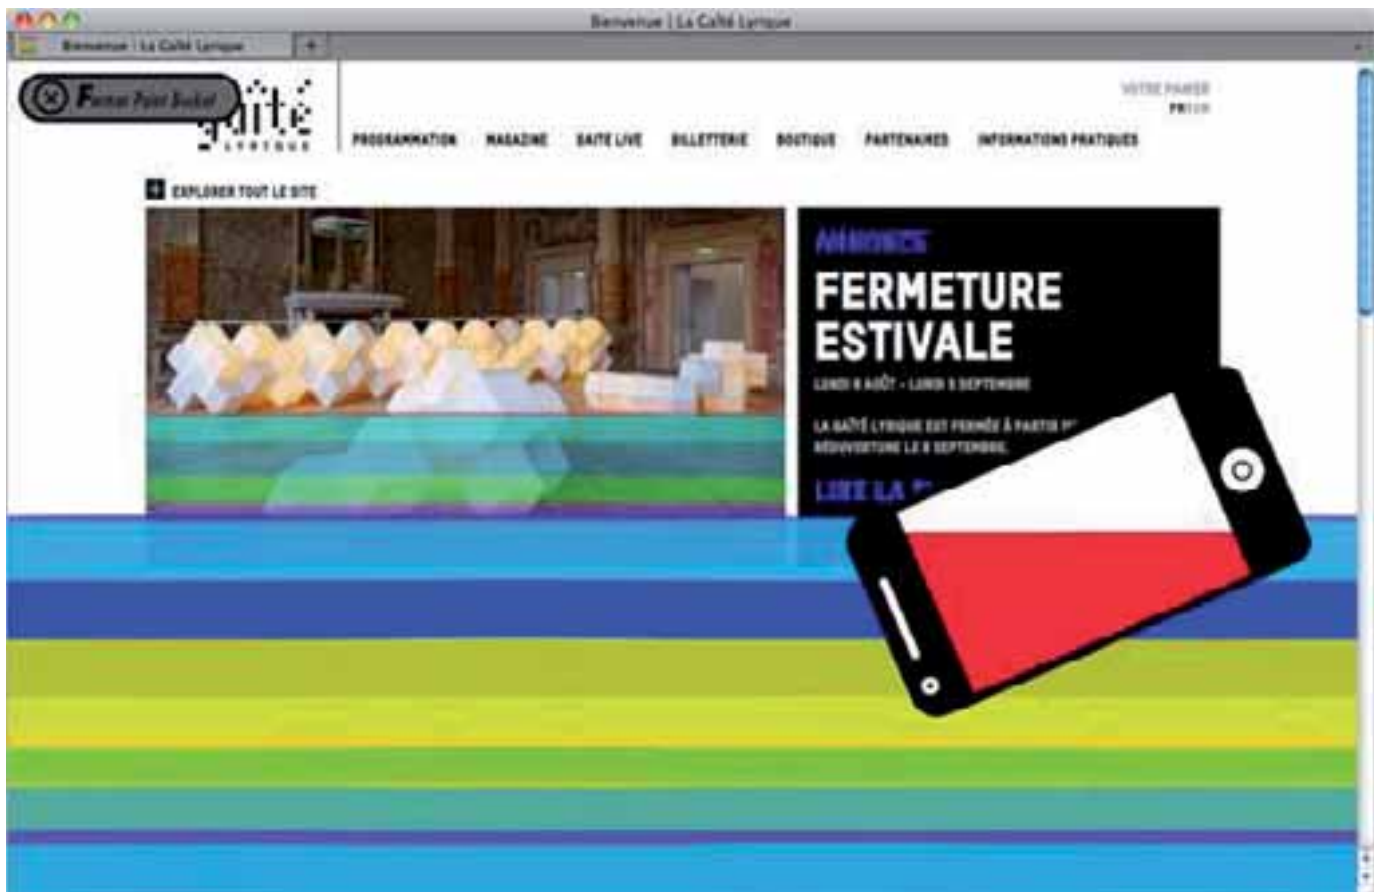 Bienvenue | La Gaîté Lyrique
Bienvenue | La Gaîté Lyrique
Fermer Paint Bucket
gaîté
LYRIQUE
VOTRE PANIER
FR/EN
PROGRAMMATION MAGAZINE GAITE LIVE BILLETTERIE BOUTIQUE PARTENAIRES INFORMATIONS PRATIQUES
EXPLORER TOUT LE SITE
ANNONCE
FERMETURE
ESTIVALE
LUNDI 8 AOÛT - LUNDI 5 SEPTEMBRE
LA GAÎTÉ LYRIQUE EST FERMÉE À PARTIR
RÉOUVERTURE LE 6 SEPTEMBRE.
LIRE LA